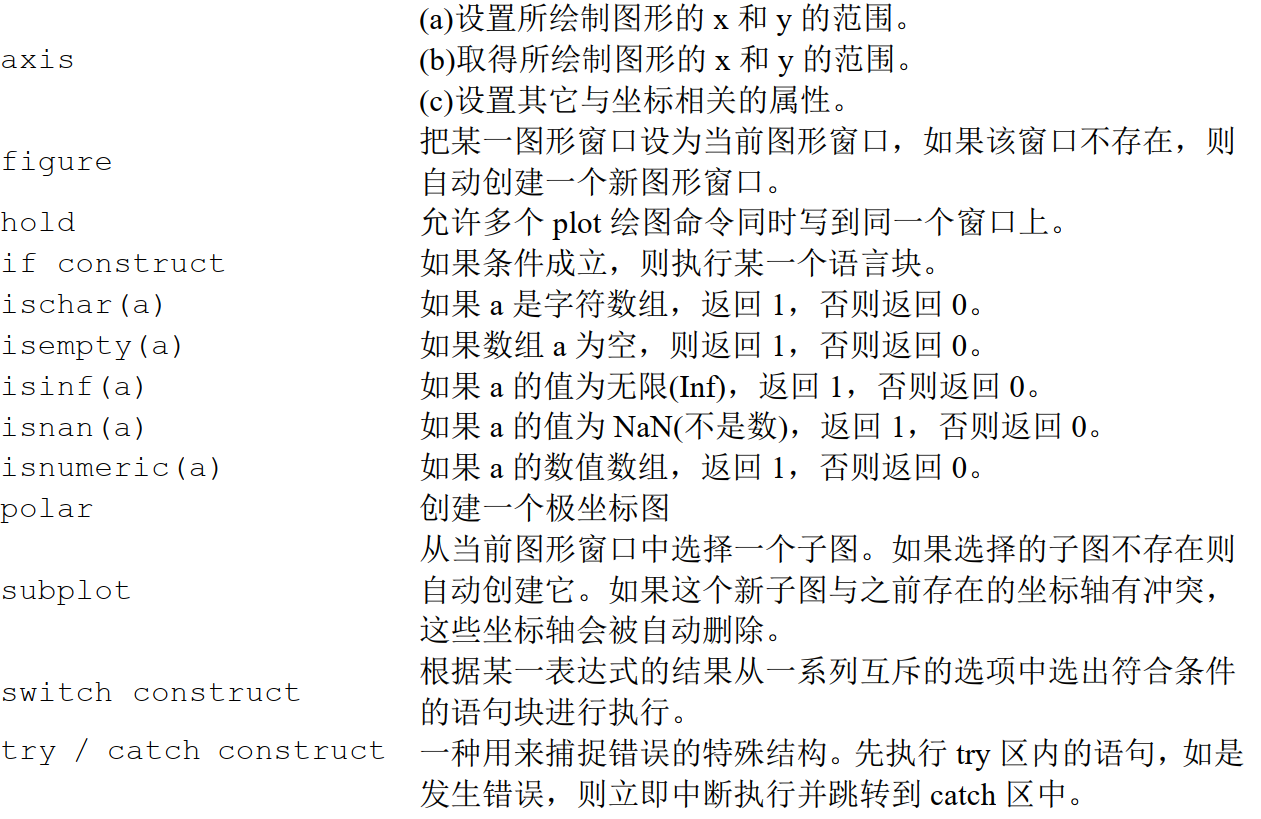 (a)设置所绘制图形的 x 和 y 的范围。
axis
(b)取得所绘制图形的 x 和 y 的范围。
(c)设置其它与坐标相关的属性。
把某一图形窗口设为当前图形窗口，如果该窗口不存在，则
figure
自动创建一个新图形窗口。
hold 允许多个 plot 绘图命令同时写到同一个窗口上。
if construct 如果条件成立，则执行某一个语言块。
ischar(a) 如果 a 是字符数组，返回 1，否则返回 0。
isempty(a) 如果数组 a 为空，则返回 1，否则返回 0。
isinf(a) 如果 a 的值为无限(Inf)，返回 1，否则返回 0。
isnan(a) 如果 a 的值为 NaN(不是数)，返回 1，否则返回 0。
isnumeric(a) 如果 a 的数值数组，返回 1，否则返回 0。
polar 创建一个极坐标图
从当前图形窗口中选择一个子图。如果选择的子图不存在则
subplot 自动创建它。如果这个新子图与之前存在的坐标轴有冲突，
这些坐标轴会被自动删除。
根据某一表达式的结果从一系列互斥的选项中选出符合条件
switch construct
的语句块进行执行。
try / catch construct 一种用来捕捉错误的特殊结构。先执行 try 区内的语句，如是
发生错误，则立即中断执行并跳转到 catch 区中。